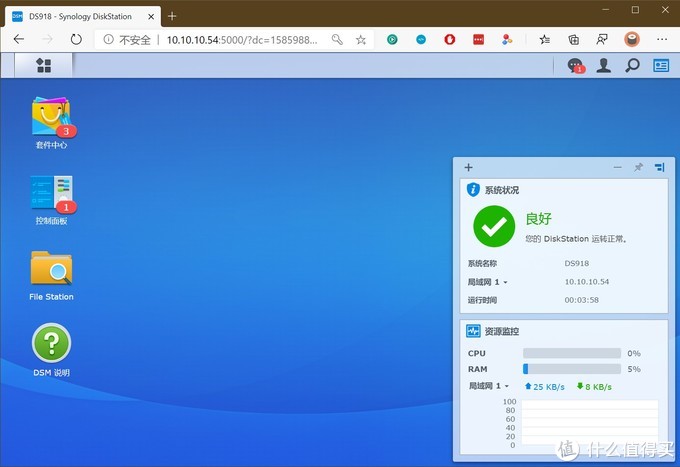 DSM DS918 - Synology DiskStation
不安全 10.10.10.54:5000/?dc=1585988...
1
3
套件中心
1
控制面板
File Station
DSM 说明
系统状况
良好
您的 DiskStation 运转正常。
系统名称 DS918
局域网 1 10.10.10.54
运行时间 00:03:58
资源监控
CPU 0%
RAM 5%
局域网 1 25 KB/s 8 KB/s
100
80
60
40
20
0
值 什么值得买